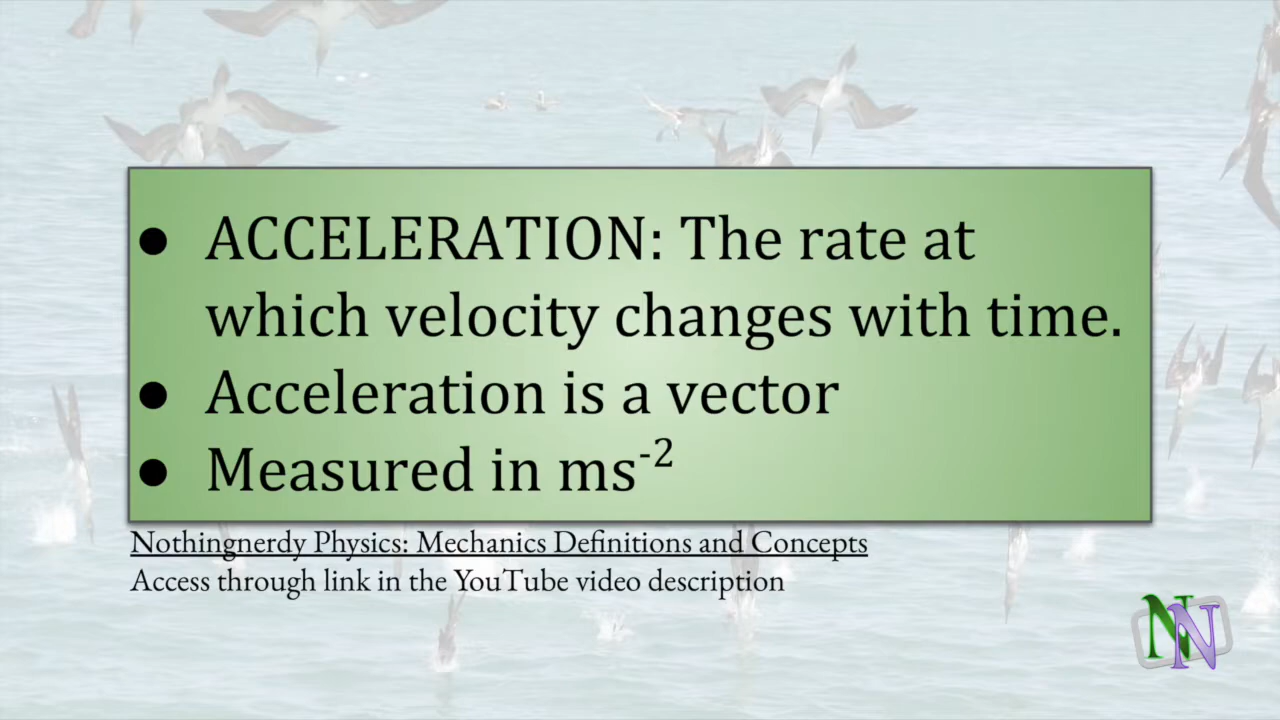 ● ACCELERATION: The rate at
which velocity changes with time.
● Acceleration is a vector
● Measured in ms⁻²
Nothingnerdy Physics: Mechanics Definitions and Concepts
Access through link in the YouTube video description
NN